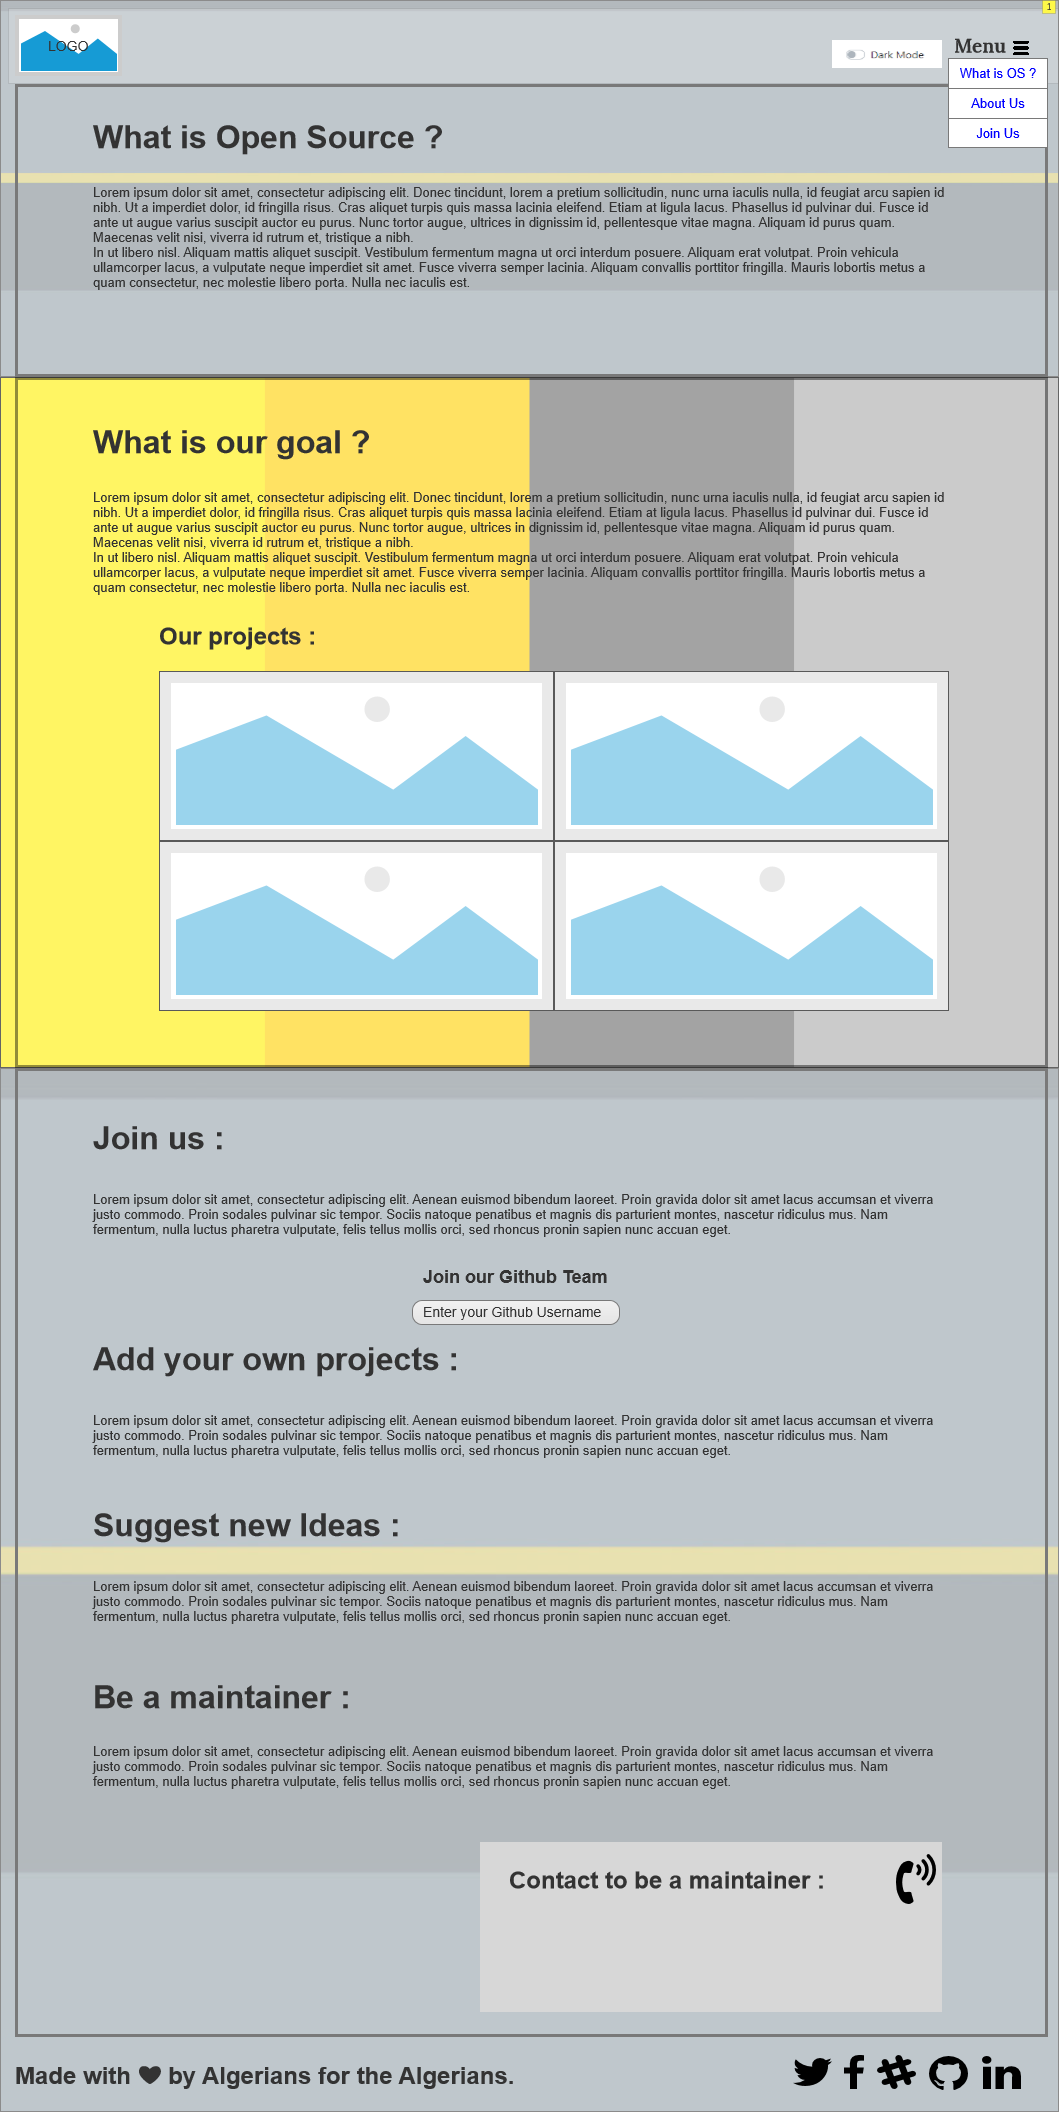 1
LOGO
Dark Mode
Menu
What is OS ?
About Us
Join Us
What is Open Source ?
Lorem ipsum dolor sit amet, consectetur adipiscing elit. Donec tincidunt, lorem a pretium sollicitudin, nunc urna iaculis nulla, id feugiat arcu sapien id
nibh. Ut a imperdiet dolor, id fringilla risus. Cras aliquet turpis quis massa lacinia eleifend. Etiam at ligula lacus. Phasellus id pulvinar dui. Fusce id
ante ut augue varius suscipit auctor eu purus. Nunc tortor augue, ultrices in dignissim id, pellentesque vitae magna. Aliquam id purus quam.
Maecenas velit nisi, viverra id rutrum et, tristique a nibh.
In ut libero nisl. Aliquam mattis aliquet suscipit. Vestibulum fermentum magna ut orci interdum posuere. Aliquam erat volutpat. Proin vehicula
ullamcorper lacus, a vulputate neque imperdiet sit amet. Fusce viverra semper lacinia. Aliquam convallis porttitor fringilla. Mauris lobortis metus a
quam consectetur, nec molestie libero porta. Nulla nec iaculis est.
What is our goal ?
Lorem ipsum dolor sit amet, consectetur adipiscing elit. Donec tincidunt, lorem a pretium sollicitudin, nunc urna iaculis nulla, id feugiat arcu sapien id
nibh. Ut a imperdiet dolor, id fringilla risus. Cras aliquet turpis quis massa lacinia eleifend. Etiam at ligula lacus. Phasellus id pulvinar dui. Fusce id
ante ut augue varius suscipit auctor eu purus. Nunc tortor augue, ultrices in dignissim id, pellentesque vitae magna. Aliquam id purus quam.
Maecenas velit nisi, viverra id rutrum et, tristique a nibh.
In ut libero nisl. Aliquam mattis aliquet suscipit. Vestibulum fermentum magna ut orci interdum posuere. Aliquam erat volutpat. Proin vehicula
ullamcorper lacus, a vulputate neque imperdiet sit amet. Fusce viverra semper lacinia. Aliquam convallis porttitor fringilla. Mauris lobortis metus a
quam consectetur, nec molestie libero porta. Nulla nec iaculis est.
Our projects :
Join us :
Lorem ipsum dolor sit amet, consectetur adipiscing elit. Aenean euismod bibendum laoreet. Proin gravida dolor sit amet lacus accumsan et viverra
justo commodo. Proin sodales pulvinar sic tempor. Sociis natoque penatibus et magnis dis parturient montes, nascetur ridiculus mus. Nam
fermentum, nulla luctus pharetra vulputate, felis tellus mollis orci, sed rhoncus pronin sapien nunc accuan eget.
Join our Github Team
Enter your Github Username
Add your own projects :
Lorem ipsum dolor sit amet, consectetur adipiscing elit. Aenean euismod bibendum laoreet. Proin gravida dolor sit amet lacus accumsan et viverra
justo commodo. Proin sodales pulvinar sic tempor. Sociis natoque penatibus et magnis dis parturient montes, nascetur ridiculus mus. Nam
fermentum, nulla luctus pharetra vulputate, felis tellus mollis orci, sed rhoncus pronin sapien nunc accuan eget.
Suggest new Ideas :
Lorem ipsum dolor sit amet, consectetur adipiscing elit. Aenean euismod bibendum laoreet. Proin gravida dolor sit amet lacus accumsan et viverra
justo commodo. Proin sodales pulvinar sic tempor. Sociis natoque penatibus et magnis dis parturient montes, nascetur ridiculus mus. Nam
fermentum, nulla luctus pharetra vulputate, felis tellus mollis orci, sed rhoncus pronin sapien nunc accuan eget.
Be a maintainer :
Lorem ipsum dolor sit amet, consectetur adipiscing elit. Aenean euismod bibendum laoreet. Proin gravida dolor sit amet lacus accumsan et viverra
justo commodo. Proin sodales pulvinar sic tempor. Sociis natoque penatibus et magnis dis parturient montes, nascetur ridiculus mus. Nam
fermentum, nulla luctus pharetra vulputate, felis tellus mollis orci, sed rhoncus pronin sapien nunc accuan eget.
Contact to be a maintainer :
Made with ♥ by Algerians for the Algerians.